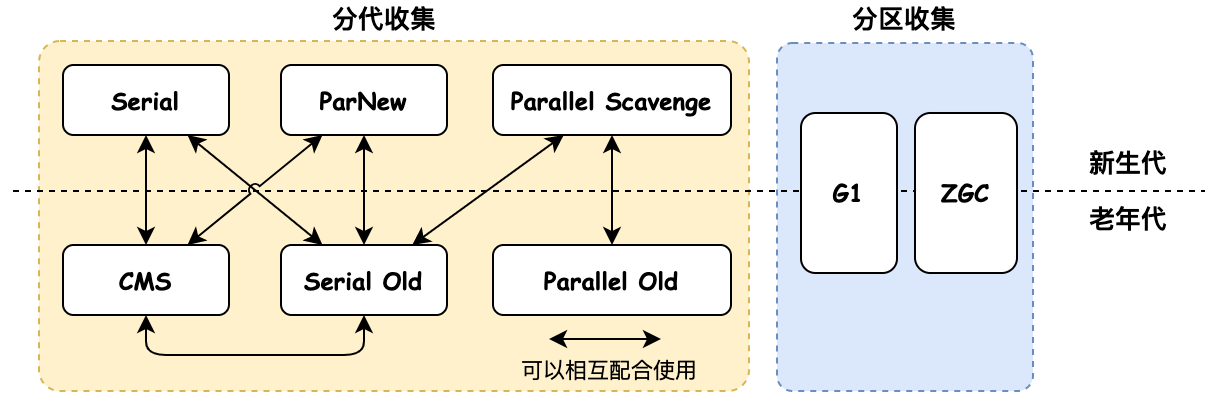 分代收集
分区收集
Serial
ParNew
Parallel Scavenge
G1
ZGC
新生代
老年代
CMS
Serial Old
Parallel Old
可以相互配合使用